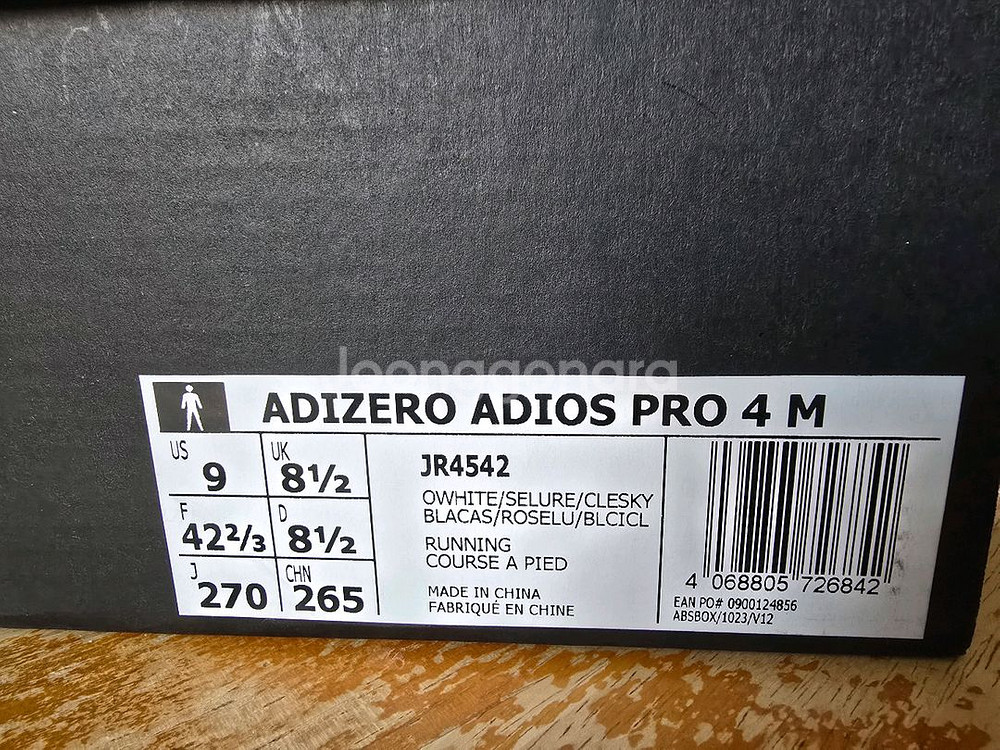 joonggonara
ADIZERO ADIOS PRO 4 M
US 9
UK 8½
F 42⅔
D 8½
J 270
CHN 265
JR4542
OWHITE/SELURE/CLESKY
BLACAS/ROSELU/BLCICL
RUNNING
COURSE A PIED
MADE IN CHINA
FABRIQUÉ EN CHINE
4 068805 726842
EAN PO# 0900124856
ABSBOX/1023/V12